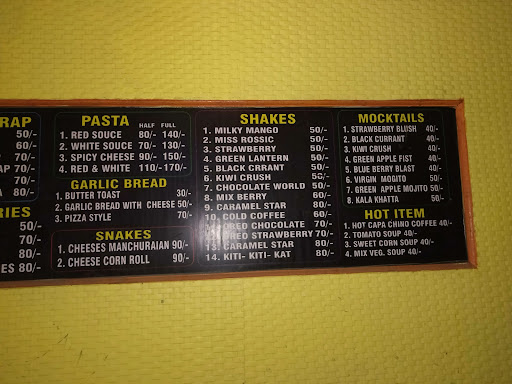 RAP
50/-
60/-
70/-
AP 70/-
70/-
A 80/-
RIES
50/-
70/-
80/-
ES 80/-
PASTA HALF FULL
1. RED SOUCE 80/- 140/-
2. WHITE SOUCE 70/- 130/-
3. SPICY CHEESE 90/- 150/-
4. RED & WHITE 110/-170/-
GARLIC BREAD
1. BUTTER TOAST 30/-
2. GARLIC BREAD WITH CHEESE 50/-
3. PIZZA STYLE 70/-
SNAKES
1. CHEESES MANCHURAIAN 90/-
2. CHEESE CORN ROLL 90/-
SHAKES
1. MILKY MANGO 50/-
2. MISS ROSSIC 50/-
3. STRAWBERRY 50/-
4. GREEN LANTERN 50/-
5. BLACK CRRANT 50/-
6. KIWI CRUSH 50/-
7. CHOCOLATE WORLD 50/-
8. MIX BERRY 60/-
9. CARAMEL STAR 80/-
10. COLD COFFEE 60/-
RED CHOCOLATE 70/-
RED STRAWBERRY 70/-
13. CARAMEL STAR 80/-
14. KITI- KITI- KAT 80/-
MOCKTAILS
1. STRAWBERRY BLUSH 40/-
2. BLACK CURRANT 40/-
3. KIWI CRUSH 40/-
4. GREEN APPLE FIST 40/-
5. BLUE BERRY BLAST 40/-
6. VIRGIN MOGITO 50/-
7. GREEN APPLE MOJITO 50/-
8. KALA KHATTA 50/-
HOT ITEM
1. HOT CAPA CHINO COFFEE 40/-
2. TOMATO SOUP 40/-
3. SWEET CORN SOUP 40/-
4. MIX VEG. SOUP 40/-